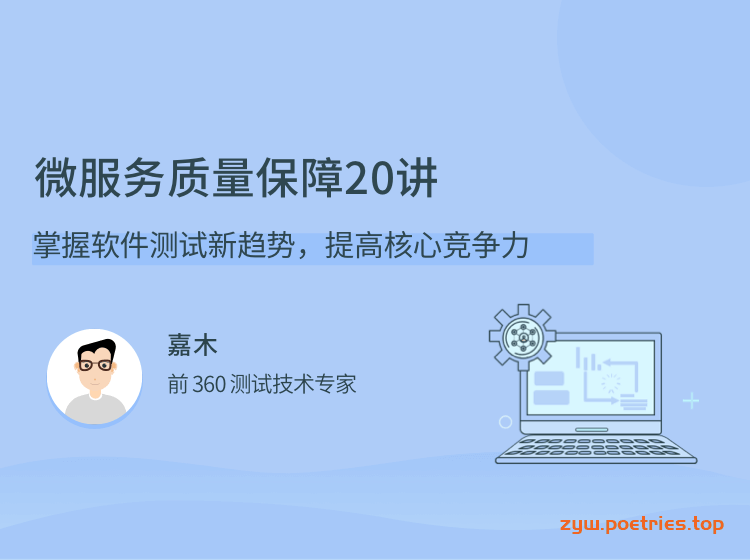 微服务质量保障20讲
掌握软件测试新趋势，提高核心竞争力
嘉木
前 360 测试技术专家
zyw.poetries.top